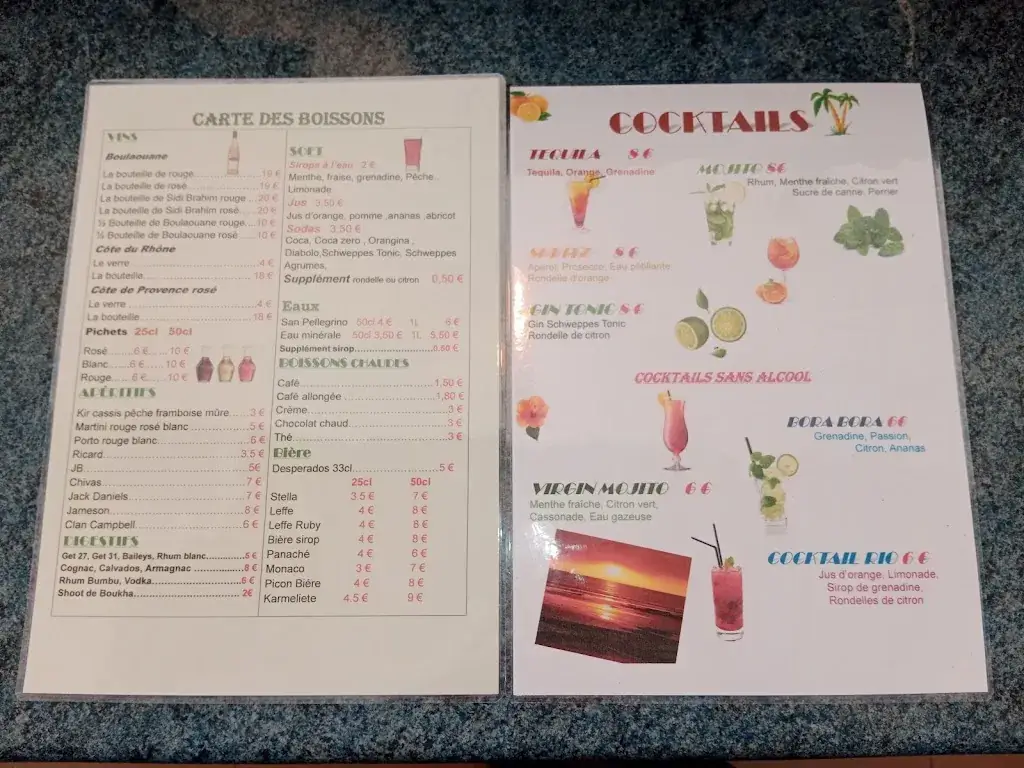 CARTE DES BOISSONS
VINS
Boulaouane
La bouteille de rouge.................19 €
La bouteille de rosé...................19 €
La bouteille de Sidi Brahim rouge ...20 €
La bouteille de Sidi Brahim rosé.....20 €
½ Bouteille de Boulaouane rouge....10 €
½ Bouteille de Boulaouane rosé .....10 €
Côte du Rhône
Le verre ....................................4 €
La bouteille...............................18 €
Côte de Provence rosé
Le verre ....................................4 €
La bouteille...............................18 €
Pichets 25cl 50cl
Rosé........6 €...... 10 €
Blanc.......6 €...... 10 €
Rouge......6 €......10 €
APÉRITIFS
Kir cassis pêche framboise mûre......3 €
Martini rouge rosé blanc ................5 €
Porto rouge blanc..........................6 €
Ricard........................................3.5 €
JB..............................................5€
Chivas........................................7 €
Jack Daniels................................7 €
Jameson.....................................8 €
Clan Campbell.............................6 €
DIGESTIFS
Get 27, Get 31, Baileys, Rhum blanc.............5 €
Cognac, Calvados, Armagnac ..................8 €
Rhum Bumbu, Vodka..............................6 €
Shoot de Boukha...................................2€
SOFT
Sirops à l'eau 2 €
Menthe, fraise, grenadine, Pêche
Limonade
Jus 3,50 €
Jus d'orange, pomme ,ananas ,abricot
Sodas 3,50 €
Coca, Coca zero , Orangina ,
Diabolo,Schweppes Tonic, Schweppes
Agrumes,
Supplément rondelle ou citron 0,50 €
Eaux
San Pellegrino 50cl 4 € 1L 6 €
Eau minérale 50cl 3,50 € 1L 5,50 €
Supplément sirop.........................0.60 €
BOISSONS CHAUDES
Café..........................................1,50 €
Café allongée .............................1,80 €
Crème........................................3 €
Chocolat chaud...........................3 €
Thé............................................3 €
Bière
Desperados 33cl.........................5 €
25cl 50cl
Stella 3.5 € 7 €
Leffe 4 € 8 €
Leffe Ruby 4 € 8 €
Bière sirop 4 € 8 €
Panaché 4 € 6 €
Monaco 3 € 7 €
Picon Bière 4 € 8 €
Karmeliete 4.5 € 9 €
COCKTAILS
TEQUILA 8 €
Tequila, Orange, Grenadine
MOJITO 8€
Rhum, Menthe fraîche, Citron vert
Sucre de canne, Perrier
SPRITZ 8 €
Aperol, Prosecco, Eau pétillante
Rondelle d'orange
GIN TONIC 8 €
Gin Schweppes Tonic
Rondelle de citron
COCKTAILS SANS ALCOOL
BORA BORA 6€
Grenadine, Passion,
Citron, Ananas
VIRGIN MOJITO 6 €
Menthe fraîche, Citron vert,
Cassonade, Eau gazeuse
COCKTAIL RIO 6 €
Jus d'orange, Limonade,
Sirop de grenadine,
Rondelles de citron